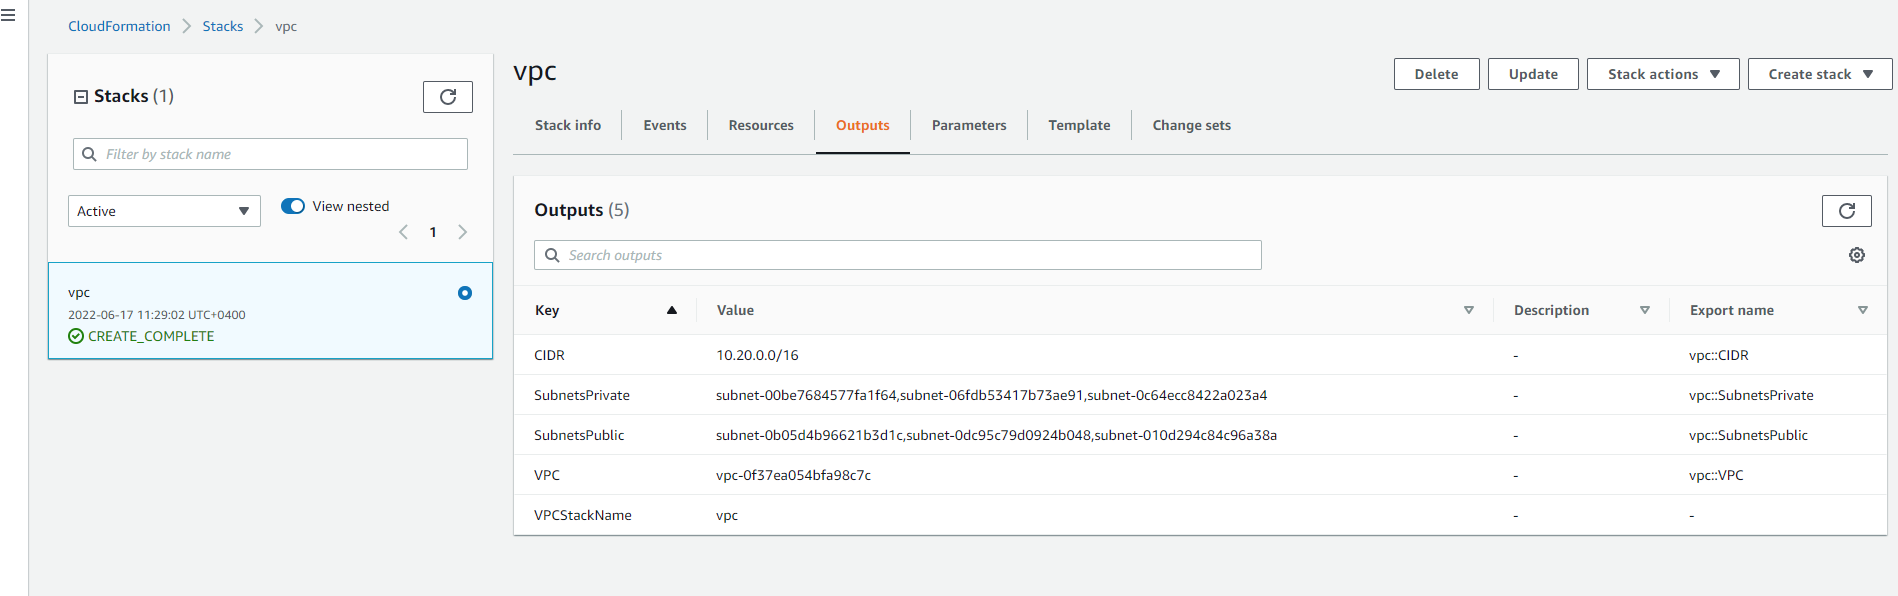 CloudFormation > Stacks > vpc
Stacks (1)
Filter by stack name
Active
View nested
1
vpc
2022-06-17 11:29:02 UTC+0400
CREATE_COMPLETE
vpc
Delete Update Stack actions Create stack
Stack info Events Resources Outputs Parameters Template Change sets
Outputs (5)
Search outputs
Key Value Description Export name
CIDR 10.20.0.0/16 - vpc::CIDR
SubnetsPrivate subnet-00be7684577fa1f64,subnet-06fdb53417b73ae91,subnet-0c64ecc8422a023a4 - vpc::SubnetsPrivate
SubnetsPublic subnet-0b05d4b96621b3d1c,subnet-0dc95c79d0924b048,subnet-010d294c84c96a38a - vpc::SubnetsPublic
VPC vpc-0f37ea054bfa98c7c - vpc::VPC
VPCStackName vpc - -